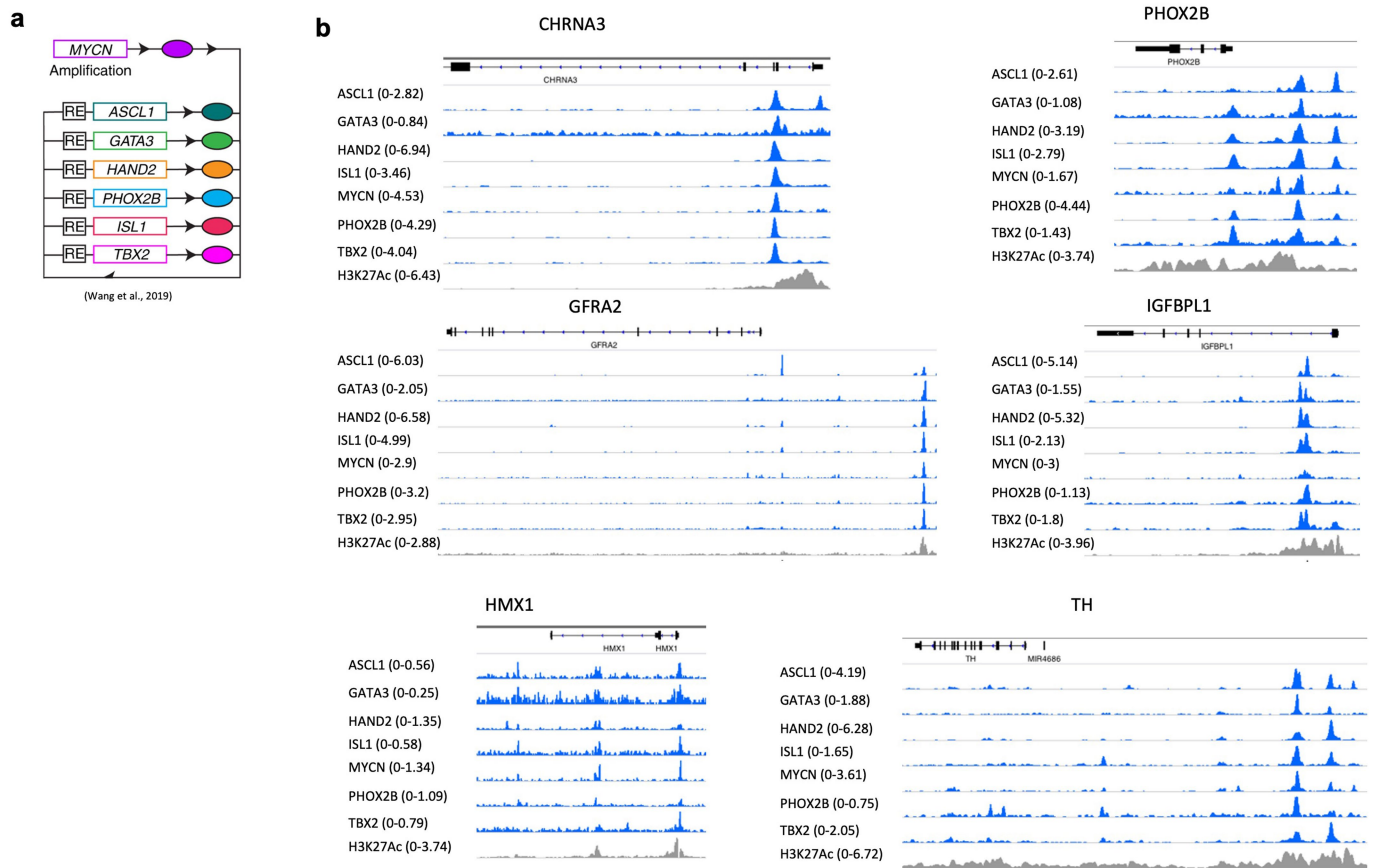 a
MYCN
Amplification
RE ASCL1
RE GATA3
RE HAND2
RE PHOX2B
RE ISL1
RE TBX2
(Wang et al., 2019)
b
CHRNA3
CHRNA3
ASCL1 (0-2.82)
GATA3 (0-0.84)
HAND2 (0-6.94)
ISL1 (0-3.46)
MYCN (0-4.53)
PHOX2B (0-4.29)
TBX2 (0-4.04)
H3K27Ac (0-6.43)
PHOX2B
PHOX2B
ASCL1 (0-2.61)
GATA3 (0-1.08)
HAND2 (0-3.19)
ISL1 (0-2.79)
MYCN (0-1.67)
PHOX2B (0-4.44)
TBX2 (0-1.43)
H3K27Ac (0-3.74)
GFRA2
GFRA2
ASCL1 (0-6.03)
GATA3 (0-2.05)
HAND2 (0-6.58)
ISL1 (0-4.99)
MYCN (0-2.9)
PHOX2B (0-3.2)
TBX2 (0-2.95)
H3K27Ac (0-2.88)
IGFBPL1
IGFBPL1
ASCL1 (0-5.14)
GATA3 (0-1.55)
HAND2 (0-5.32)
ISL1 (0-2.13)
MYCN (0-3)
PHOX2B (0-1.13)
TBX2 (0-1.8)
H3K27Ac (0-3.96)
HMX1
HMX1 HMX1
ASCL1 (0-0.56)
GATA3 (0-0.25)
HAND2 (0-1.35)
ISL1 (0-0.58)
MYCN (0-1.34)
PHOX2B (0-1.09)
TBX2 (0-0.79)
H3K27Ac (0-3.74)
TH
TH MIR4686
ASCL1 (0-4.19)
GATA3 (0-1.88)
HAND2 (0-6.28)
ISL1 (0-1.65)
MYCN (0-3.61)
PHOX2B (0-0.75)
TBX2 (0-2.05)
H3K27Ac (0-6.72)